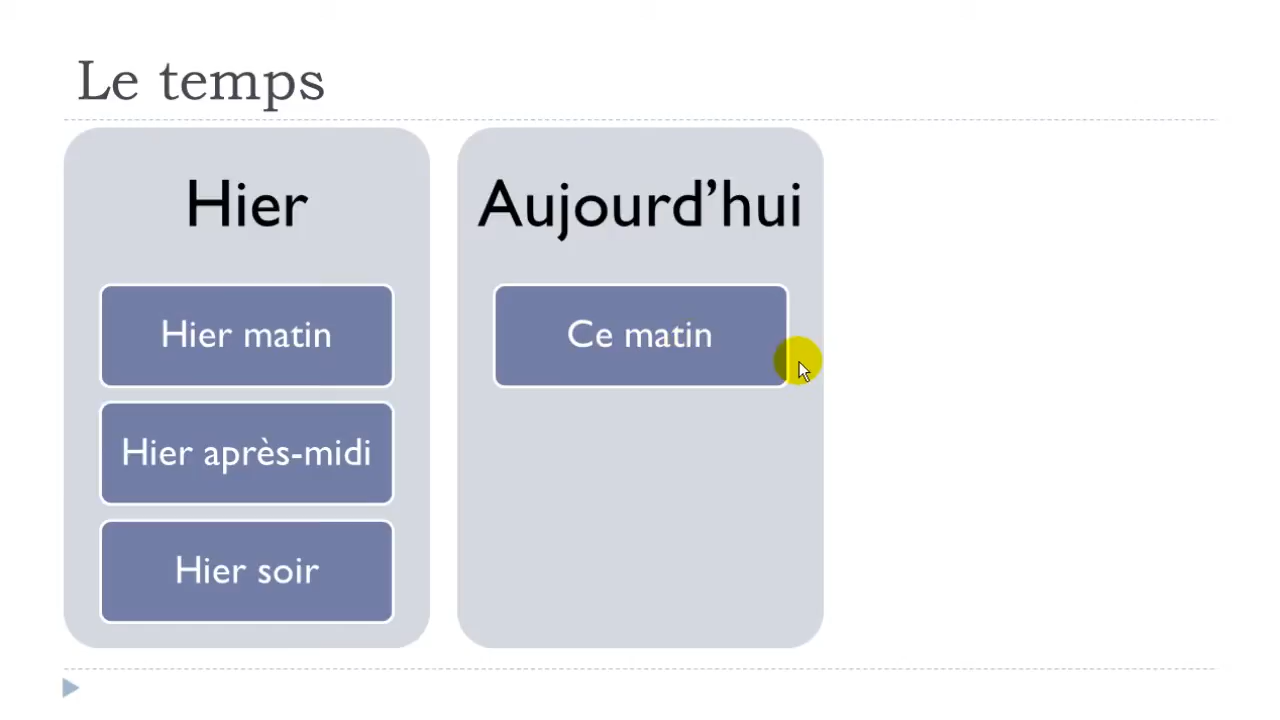 Le temps
Hier
Hier matin
Hier après-midi
Hier soir
Aujourd’hui
Ce matin